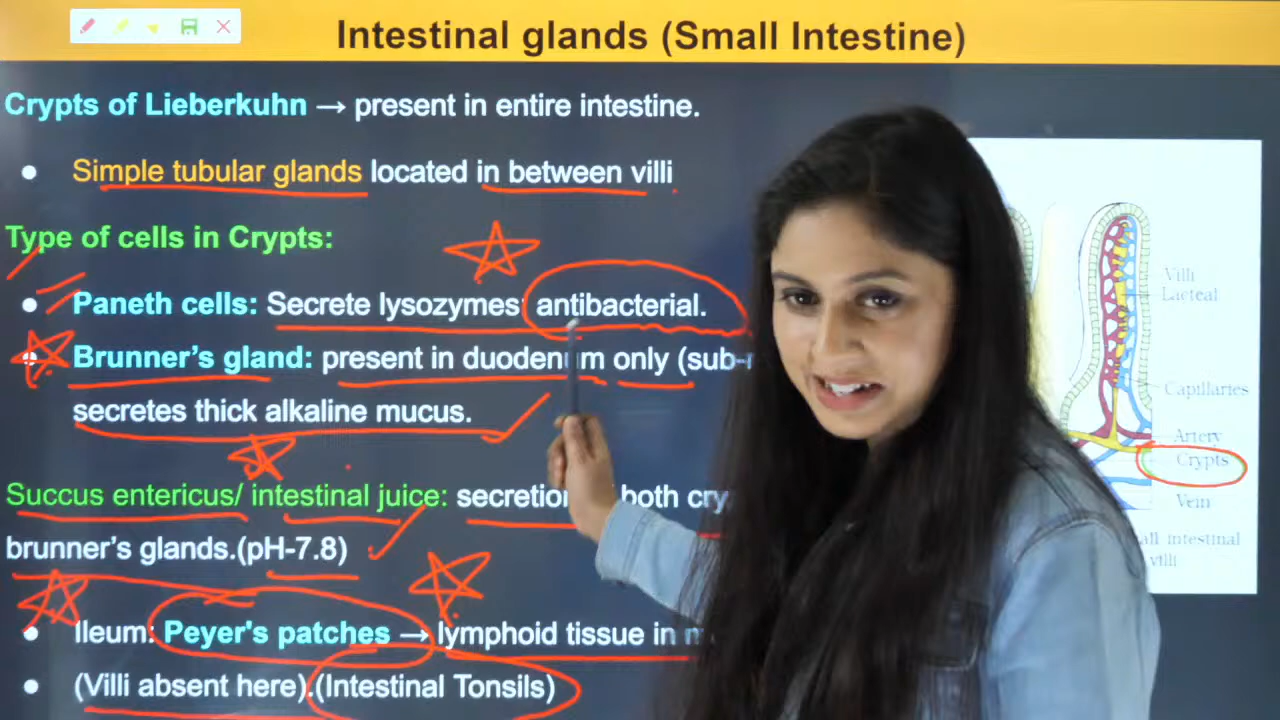 Intestinal glands (Small Intestine)
Crypts of Lieberkuhn → present in entire intestine.
● Simple tubular glands located in between villi
Type of cells in Crypts:
● Paneth cells: Secrete lysozymes antibacterial.
● Brunner's gland: present in duodenum only (sub-
secretes thick alkaline mucus.
Succus entericus/ intestinal juice: secretion both
brunner's glands.(pH-7.8)
● Ileum: Peyer's patches → lymphoid tissue in
● (Villi absent here).(Intestinal Tonsils)
Villi
Lacteal
Capillaries
Artery
Crypts
Vein
intestinal
villi